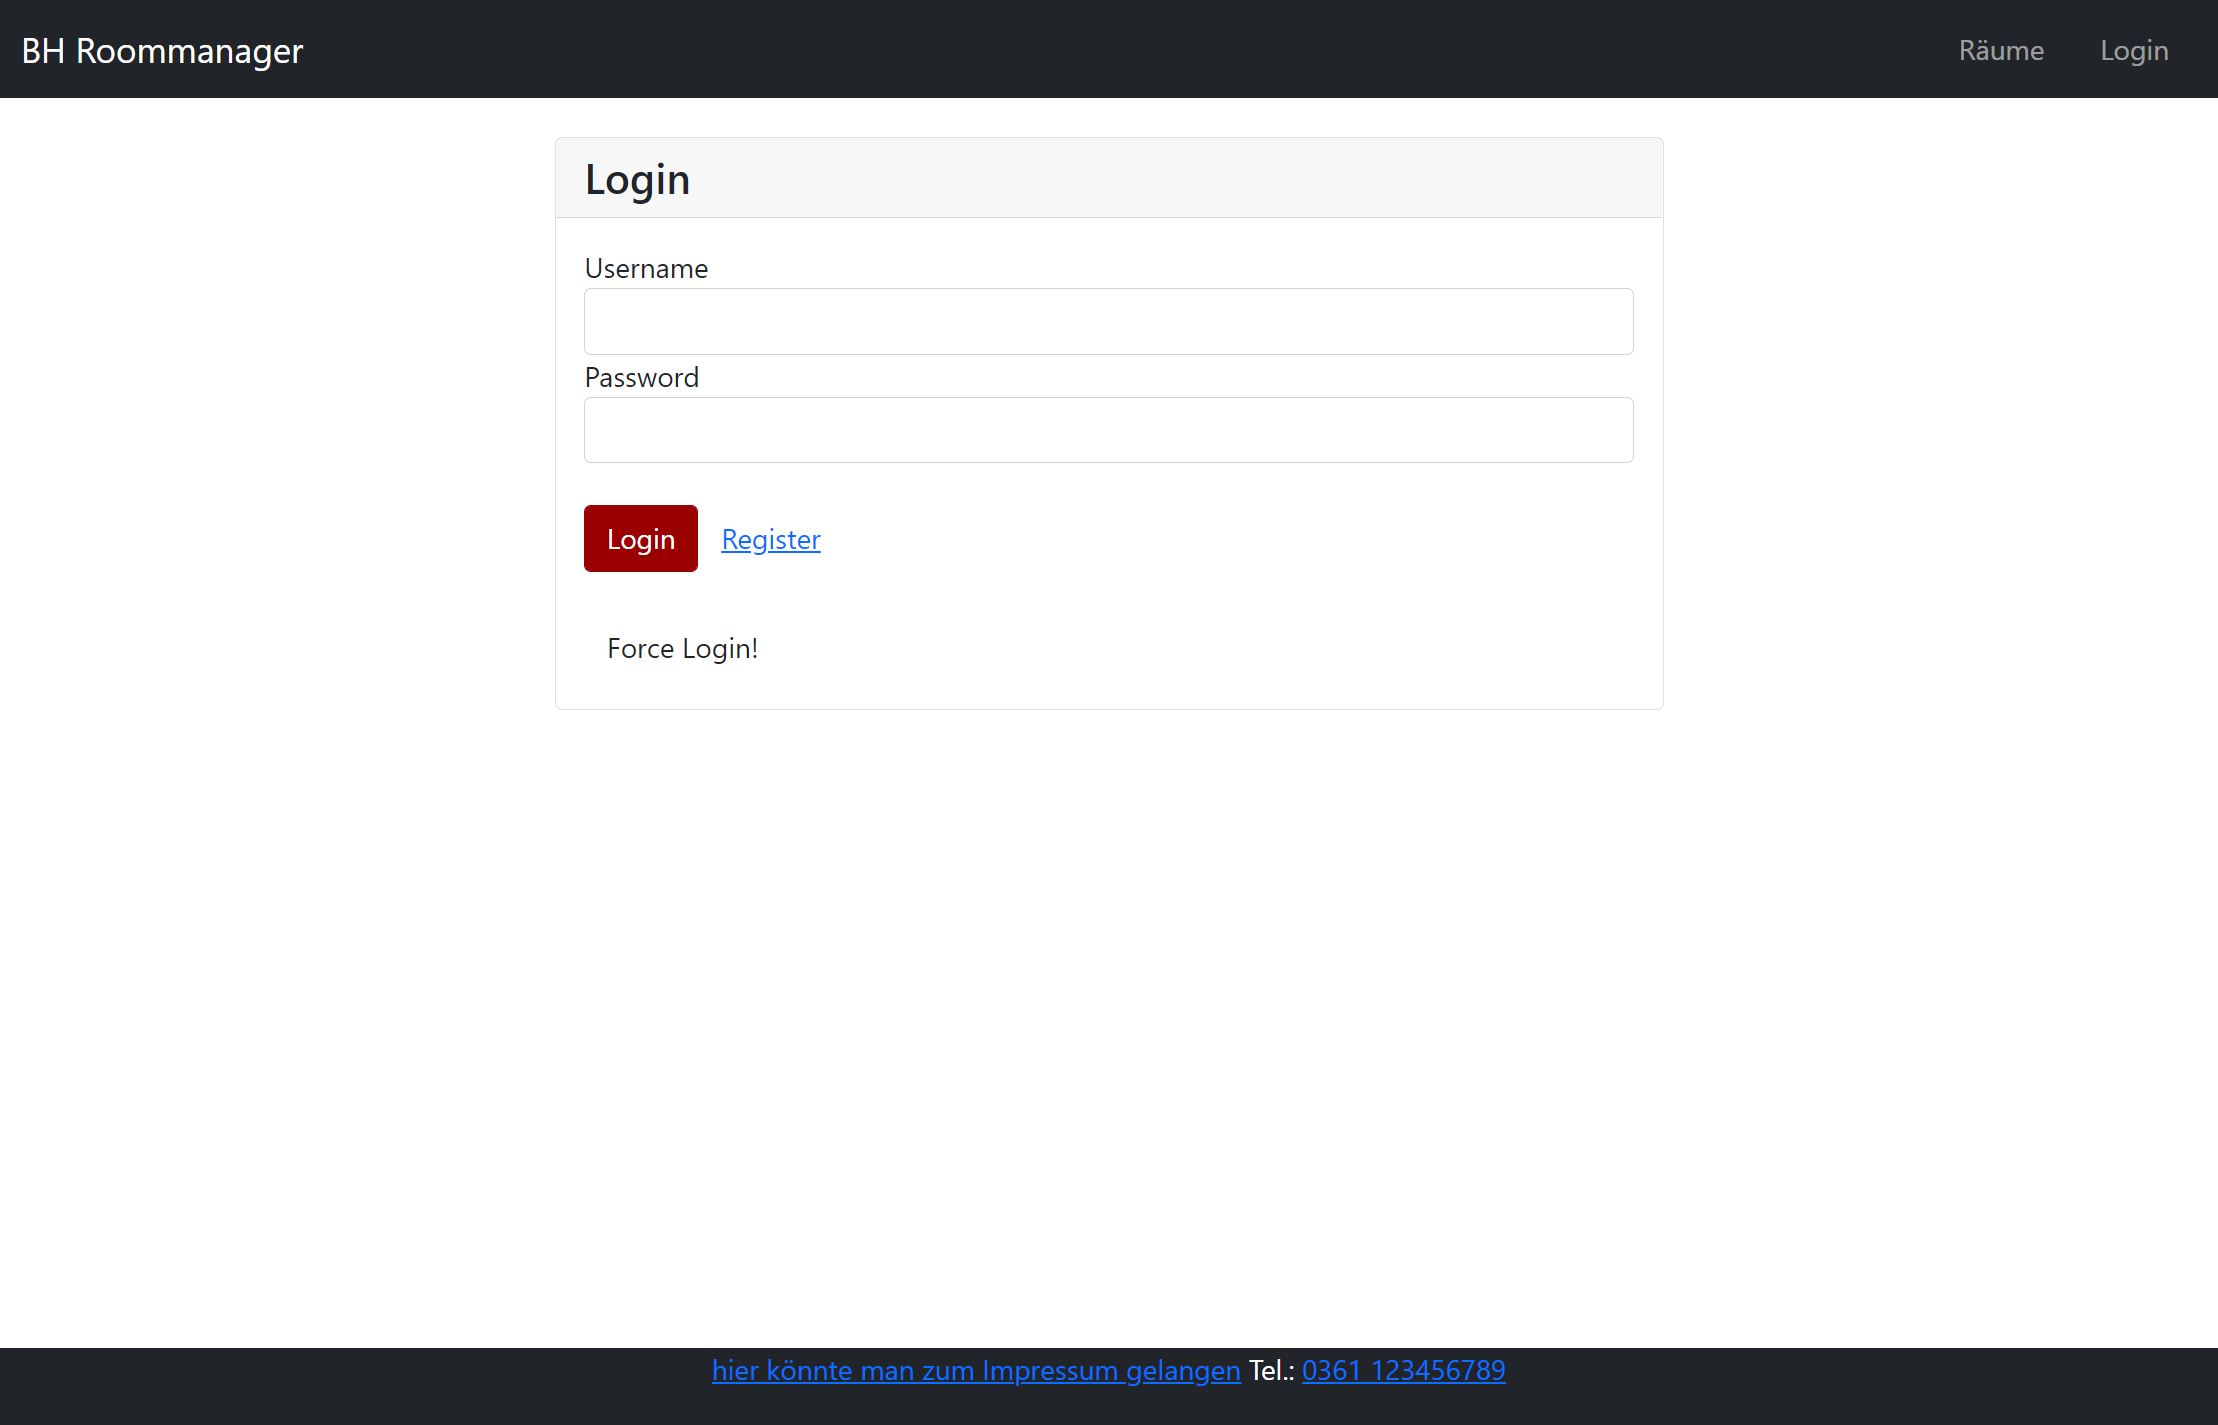 BH Roommanager Räume Login
Login
Username
Password
Login Register
Force Login!
hier könnte man zum Impressum gelangen Tel.: 0361 123456789